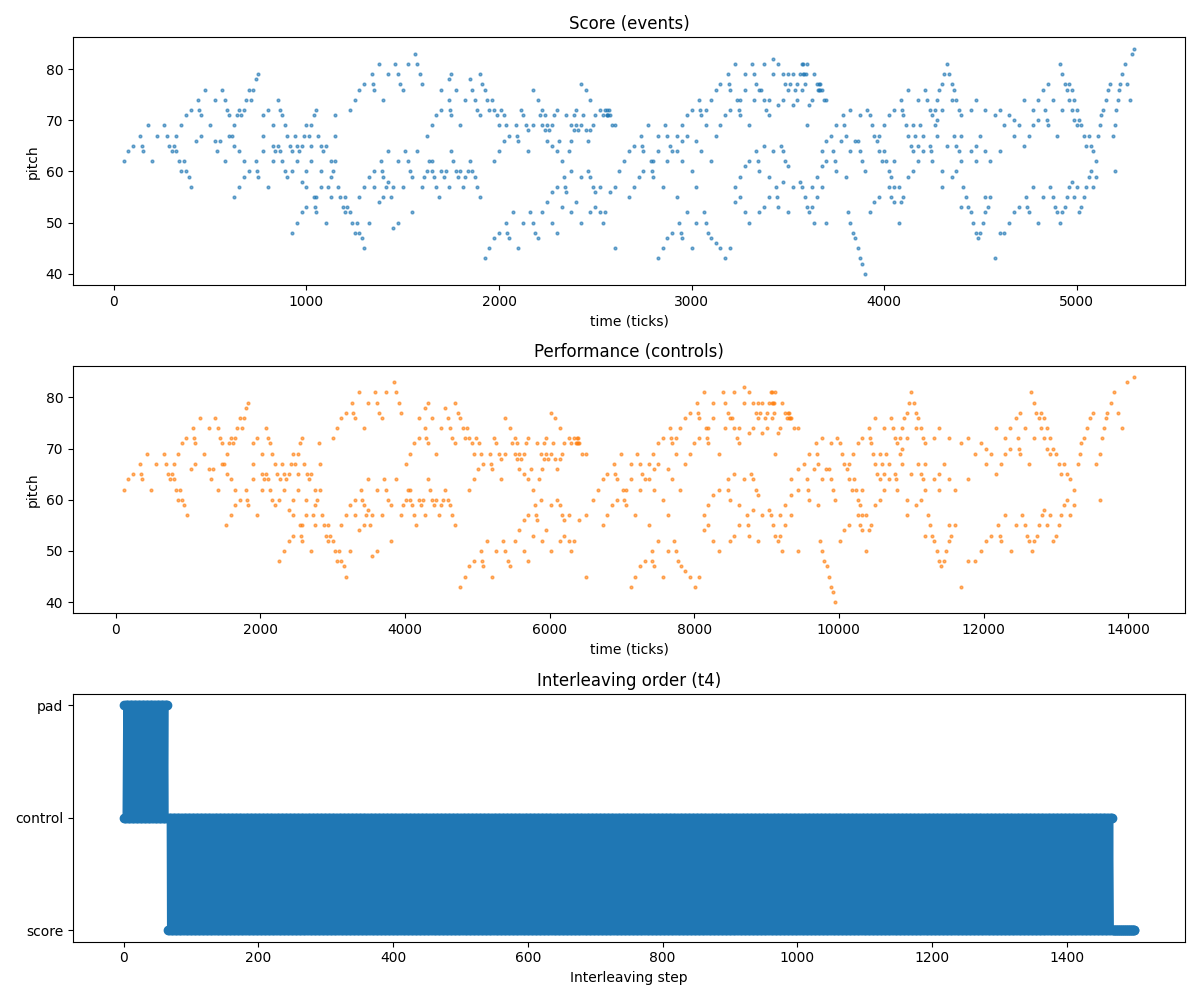 Score (events)
pitch
80
70
60
50
40
0 1000 2000 3000 4000 5000
time (ticks)
Performance (controls)
pitch
80
70
60
50
40
0 2000 4000 6000 8000 10000 12000 14000
time (ticks)
Interleaving order (t4)
pad
control
score
0 200 400 600 800 1000 1200 1400
Interleaving step